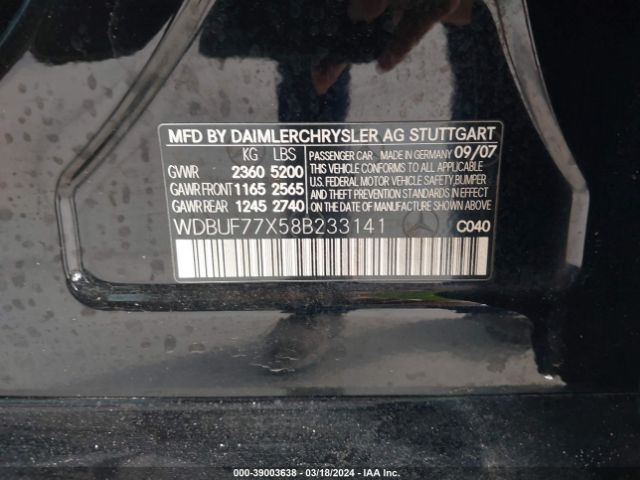 MFD BY DAIMLERCHRYSLER AG STUTTGART
KG LBS
GVWR 2360 5200
GAWR FRONT 1165 2565
GAWR REAR 1245 2740
PASSENGER CAR MADE IN GERMANY 09/07
THIS VEHICLE CONFORMS TO ALL APPLICABLE
U.S. FEDERAL MOTOR VEHICLE SAFETY, BUMPER
AND THEFT PREVENTION STANDARDS IN EFFECT
ON THE DATE OF MANUFACTURE SHOWN ABOVE
WDBUF77X58B233141 C040
000-39003638 - 03/18/2024 - IAA Inc.